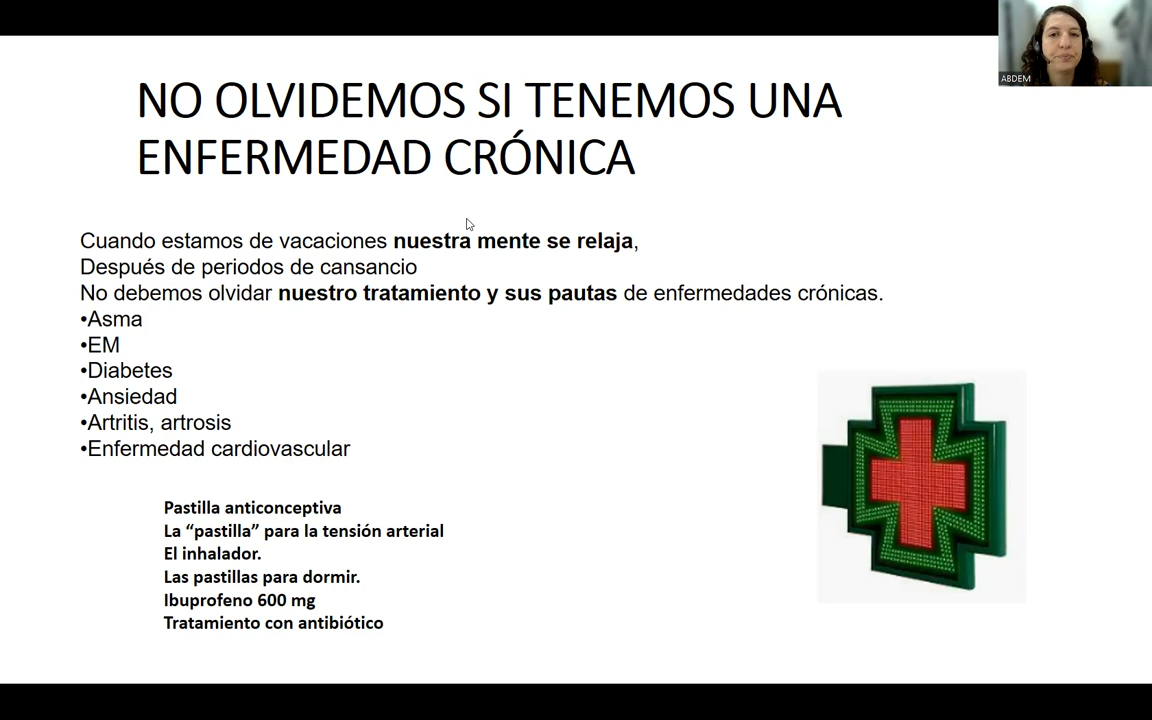 ABDEM
NO OLVIDEMOS SI TENEMOS UNA
ENFERMEDAD CRÓNICA
Cuando estamos de vacaciones nuestra mente se relaja,
Después de periodos de cansancio
No debemos olvidar nuestro tratamiento y sus pautas de enfermedades crónicas.
•Asma
•EM
•Diabetes
•Ansiedad
•Artritis, artrosis
•Enfermedad cardiovascular
Pastilla anticonceptiva
La “pastilla” para la tensión arterial
El inhalador.
Las pastillas para dormir.
Ibuprofeno 600 mg
Tratamiento con antibiótico